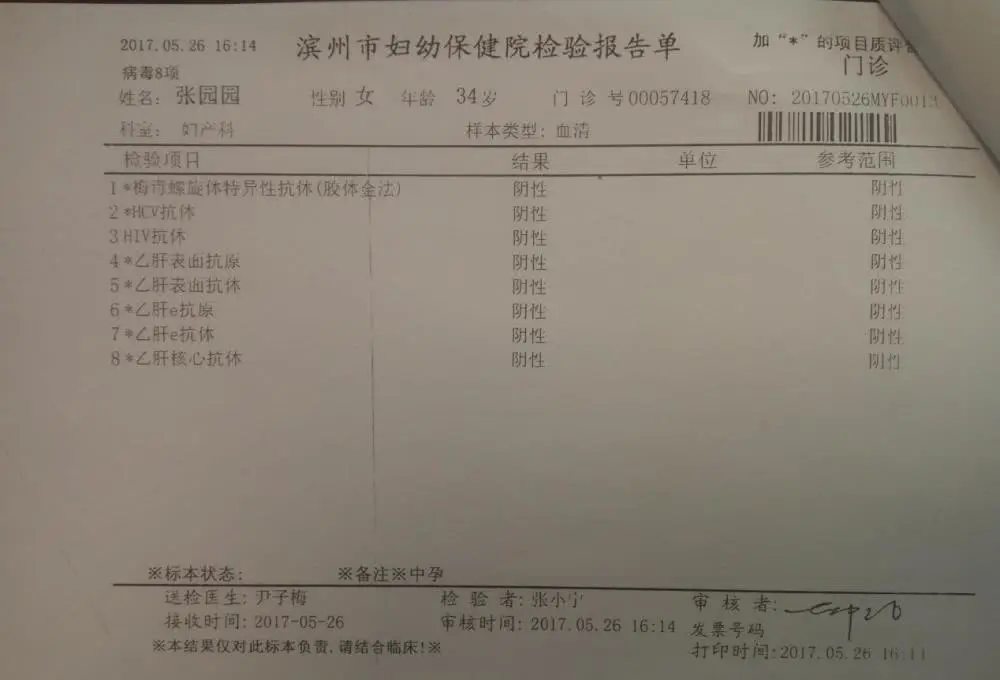 2017.05.26 16:14 滨州市妇幼保健院检验报告单 加“*”的项目质评
病毒8项 门诊
姓名: 张园园 性别 女 年龄 34岁 门诊号00057418 NO: 20170526MYF0013
科室: 妇产科 样本类型: 血清
检验项目 结果 单位 参考范围
1 *梅毒螺旋体特异性抗体(胶体金法) 阴性 阴性
2 *HCV抗体 阴性 阴性
3 HIV抗体 阴性 阴性
4 *乙肝表面抗原 阴性 阴性
5 *乙肝表面抗体 阴性 阴性
6 *乙肝e抗原 阴性 阴性
7 *乙肝e抗体 阴性 阴性
8 *乙肝核心抗体 阴性 阴性
※标本状态: ※备注※中孕
送检医生: 尹子梅 检 验 者: 张小宁 审 核 者:
接收时间: 2017-05-26 审核时间: 2017.05.26 16:14 发票号码
※本结果仅对此标本负责,请结合临床!※ 打印时间:2017.05.26 16:11